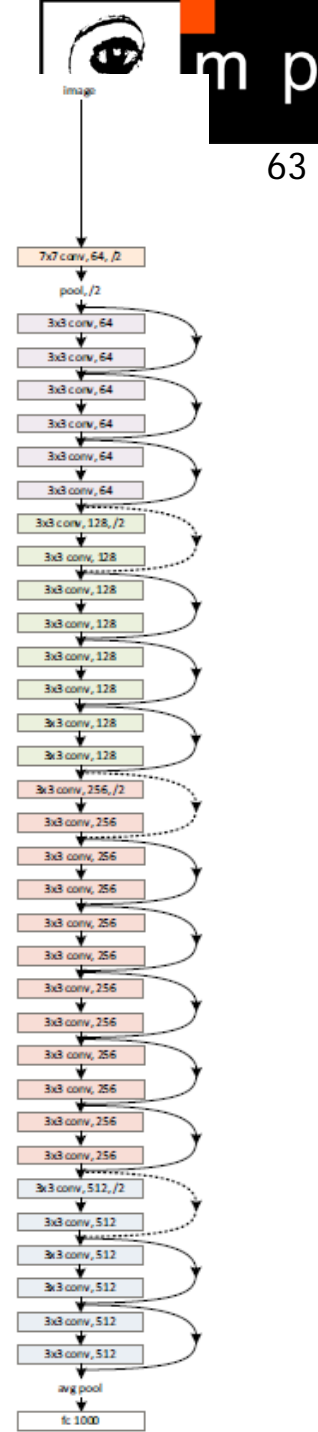 m p
image
63
7x7 conv, 64, /2
pool, /2
3x3 conv, 64
3x3 conv, 64
3x3 conv, 64
3x3 conv, 64
3x3 conv, 64
3x3 conv, 64
3x3 conv, 128, /2
3x3 conv, 128
3x3 conv, 128
3x3 conv, 128
3x3 conv, 128
3x3 conv, 128
3x3 conv, 128
3x3 conv, 128
3x3 conv, 256, /2
3x3 conv, 256
3x3 conv, 256
3x3 conv, 256
3x3 conv, 256
3x3 conv, 256
3x3 conv, 256
3x3 conv, 256
3x3 conv, 256
3x3 conv, 256
3x3 conv, 256
3x3 conv, 256
3x3 conv, 512, /2
3x3 conv, 512
3x3 conv, 512
3x3 conv, 512
3x3 conv, 512
3x3 conv, 512
avg pool
fc 1000